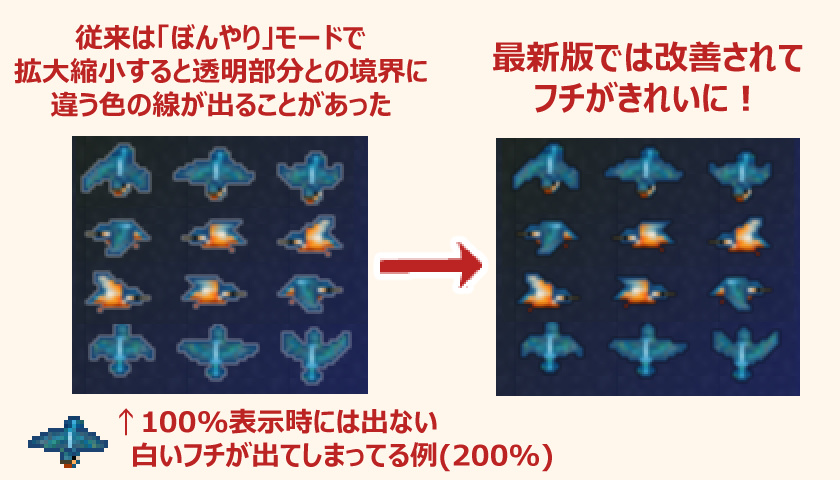 従来は「ぼんやり」モードで
拡大縮小すると透明部分との境界に
違う色の線が出ることがあった
最新版では改善されて
フチがきれいに！
↑100%表示時には出ない
白いフチが出てしまってる例(200%)